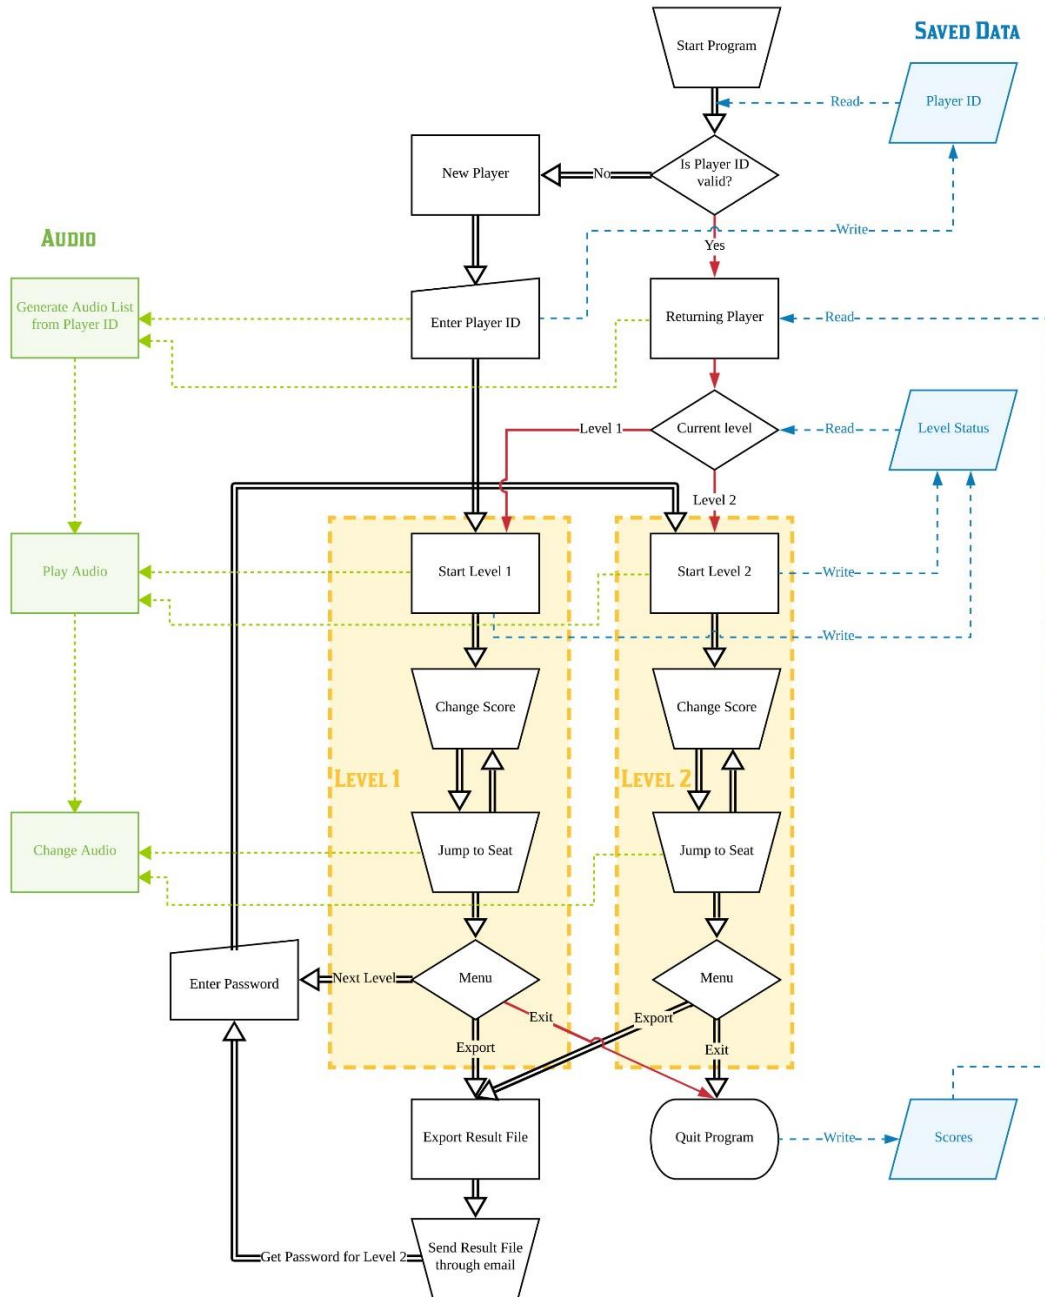 Start Program
SAVED DATA
Read
Player ID
New Player
No
Is Player ID
valid?
AUDIO
Write
Yes
Generate Audio List
from Player ID
Enter Player ID
Returning Player
Read
Level 1
Current level
Read
Level Status
Level 2
Play Audio
Start Level 1
Start Level 2
Write
Write
Change Score
Change Score
LEVEL 1
LEVEL 2
Change Audio
Jump to Seat
Jump to Seat
Enter Password
Next Level
Menu
Menu
Exit
Export
Export
Exit
Export Result File
Quit Program
Write
Scores
Get Password for Level 2
Send Result File
through email